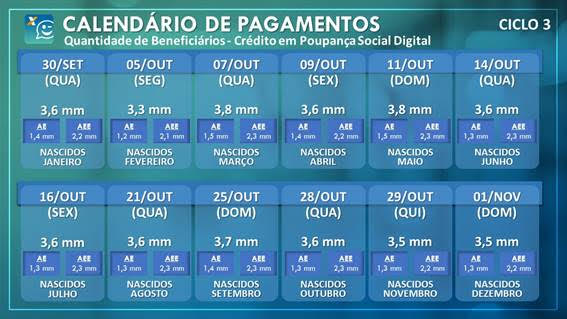 CALENDÁRIO DE PAGAMENTOS
CICLO 3
Quantidade de Beneficiários - Crédito em Poupança Social Digital
30/SET 05/OUT 07/OUT 09/OUT 11/OUT 14/OUT
(QUA) (SEG) (QUA) (SEX) (DOM) (QUA)
3,6 mm 3,3 mm 3,8 mm 3,6 mm 3,8 mm 3,6 mm
AE AEE AE AEE AE AEE AE AEE AE AEE AE AEE
1,4 mm 2,2 mm 1,2 mm 2,1 mm 1,5 mm 2,3 mm 1,4 mm 2,2 mm 1,5 mm 2,3 mm 1,3 mm 2,3 mm
NASCIDOS NASCIDOS NASCIDOS NASCIDOS NASCIDOS NASCIDOS
JANEIRO FEVEREIRO MARÇO ABRIL MAIO JUNHO
16/OUT 21/OUT 25/OUT 28/OUT 29/OUT 01/NOV
(SEX) (QUA) (DOM) (QUA) (QUI) (DOM)
3,6 mm 3,6 mm 3,7 mm 3,6 mm 3,5 mm 3,5 mm
AE AEE AE AEE AE AEE AE AEE AE AEE AE AEE
1,3 mm 2,3 mm 1,3 mm 2,3 mm 1,4 mm 2,3 mm 1,3 mm 2,3 mm 1,3 mm 2,2 mm 1,3 mm 2,2 mm
NASCIDOS NASCIDOS NASCIDOS NASCIDOS NASCIDOS NASCIDOS
JULHO AGOSTO SETEMBRO OUTUBRO NOVEMBRO DEZEMBRO